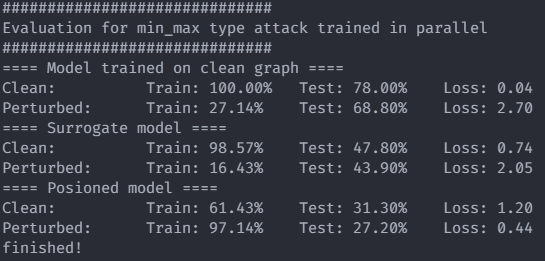 ##############################
Evaluation for min_max type attack trained in parallel
##############################
==== Model trained on clean graph ====
Clean: Train: 100.00% Test: 78.00% Loss: 0.04
Perturbed: Train: 27.14% Test: 68.80% Loss: 2.70
==== Surrogate model ====
Clean: Train: 98.57% Test: 47.80% Loss: 0.74
Perturbed: Train: 16.43% Test: 43.90% Loss: 2.05
==== Posioned model ====
Clean: Train: 61.43% Test: 31.30% Loss: 1.20
Perturbed: Train: 97.14% Test: 27.20% Loss: 0.44
finished!